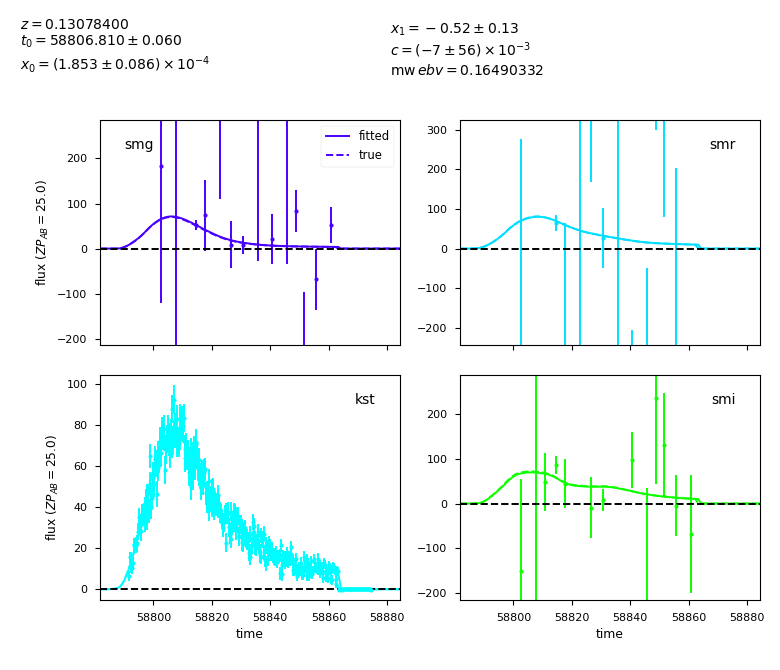 z = 0.13078400
t0 = 58806.810 ± 0.060
x0 = (1.853 ± 0.086) × 10^−4
x1 = −0.52 ± 0.13
c = (−7 ± 56) × 10^−3
mw ebv = 0.16490332
smg
fitted
true
200
100
0
−100
−200
flux (ZP_AB = 25.0)
smr
300
200
100
0
−100
−200
kst
100
80
60
40
20
0
flux (ZP_AB = 25.0)
58800 58820 58840 58860 58880
time
smi
200
100
0
−100
−200
58800 58820 58840 58860 58880
time